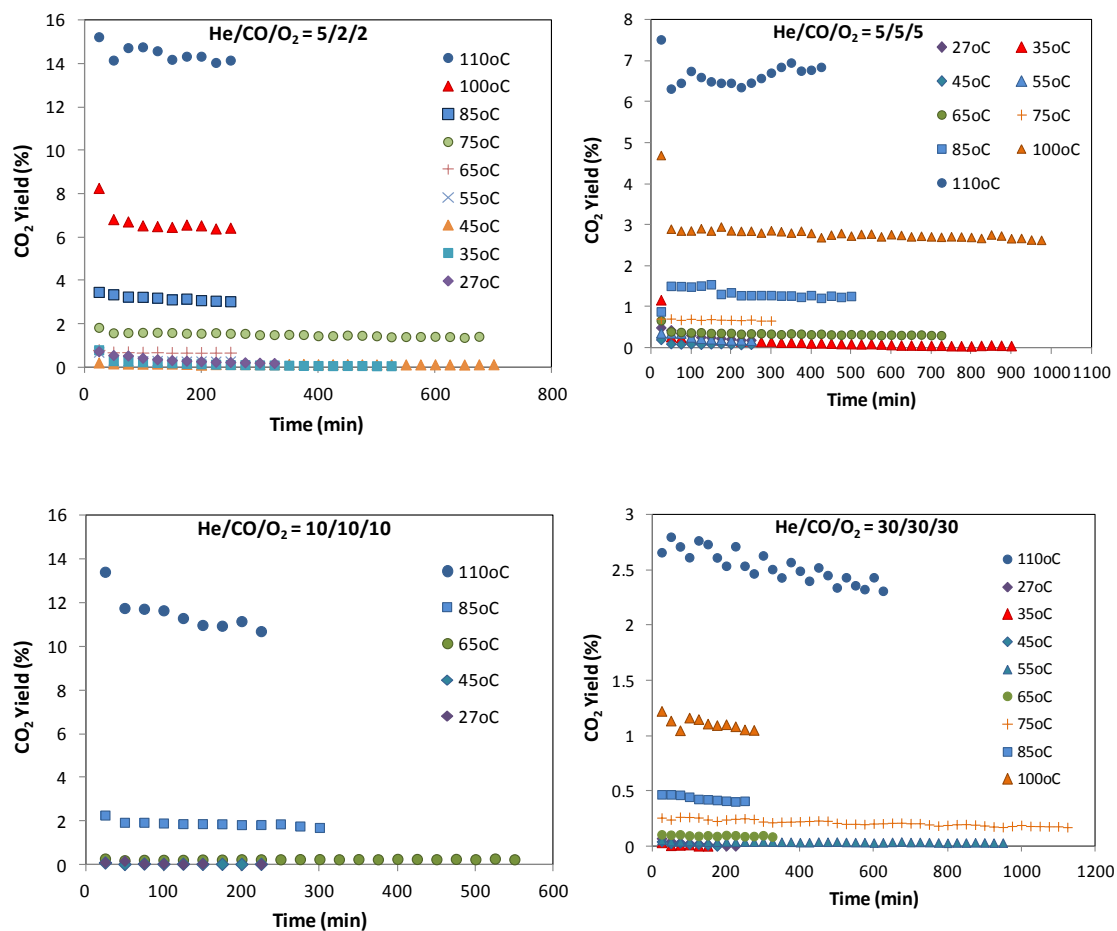 He/CO/O₂ = 5/2/2
CO₂ Yield (%)
16
14
12
10
8
6
4
2
0
0 200 400 600 800
Time (min)
110oC
100oC
85oC
75oC
65oC
55oC
45oC
35oC
27oC
He/CO/O₂ = 5/5/5
CO₂ Yield (%)
8
7
6
5
4
3
2
1
0
0 100 200 300 400 500 600 700 800 900 1000 1100
Time (min)
27oC 35oC
45oC 55oC
65oC 75oC
85oC 100oC
110oC
He/CO/O₂ = 10/10/10
CO₂ Yield (%)
16
14
12
10
8
6
4
2
0
0 100 200 300 400 500 600
Time (min)
110oC
85oC
65oC
45oC
27oC
He/CO/O₂ = 30/30/30
CO₂ Yield (%)
3
2.5
2
1.5
1
0.5
0
0 200 400 600 800 1000 1200
Time (min)
110oC
27oC
35oC
45oC
55oC
65oC
75oC
85oC
100oC